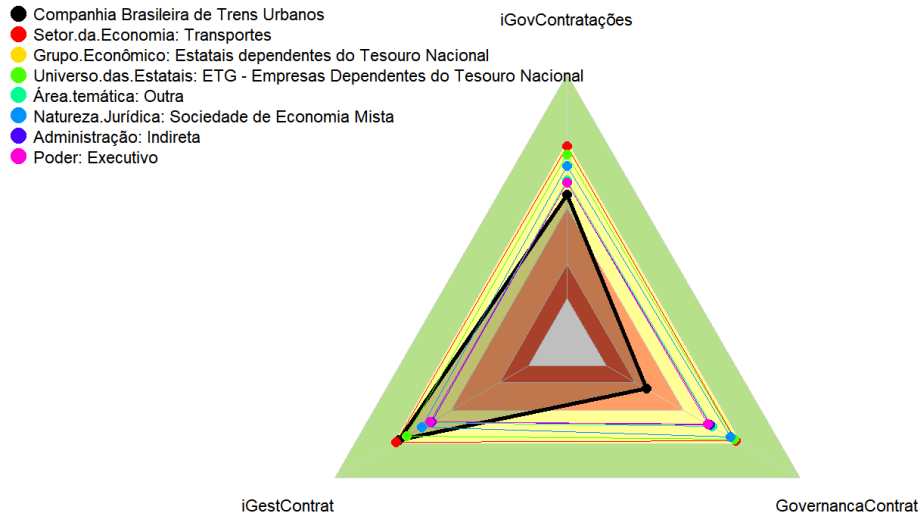 Companhia Brasileira de Trens Urbanos
Setor.da.Economia: Transportes
Grupo.Econômico: Estatais dependentes do Tesouro Nacional
Universo.das.Estatais: ETG - Empresas Dependentes do Tesouro Nacional
Área.temática: Outra
Natureza.Jurídica: Sociedade de Economia Mista
Administração: Indireta
Poder: Executivo
iGovContratações
iGestContrat
GovernancaContrat